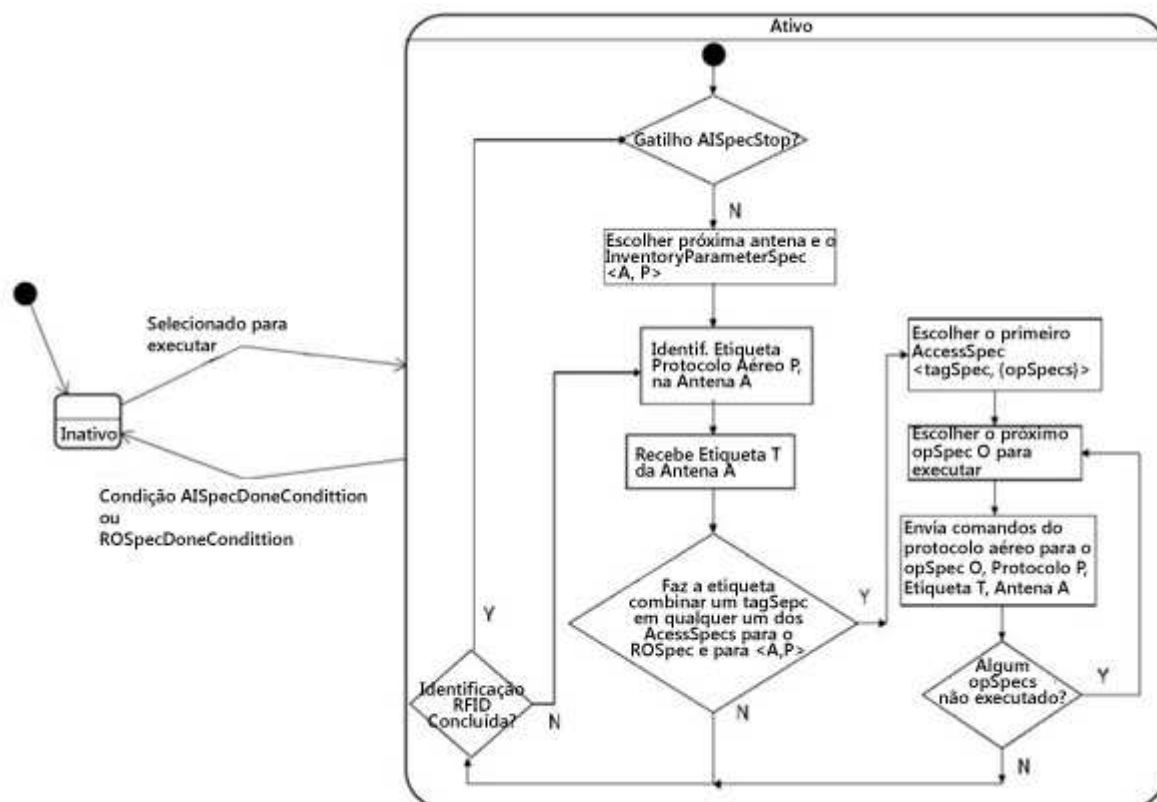 Ativo
Gatilho AISpecStop?
N
Escolher próxima antena e o
InventoryParameterSpec
<A, P>
Selecionado para
executar
Inativo
Condição AISpecDoneCondittion
ou
ROSpecDoneCondittion
Identif. Etiqueta
Protocolo Aéreo P,
na Antena A
Recebe Etiqueta T
da Antena A
Faz a etiqueta
combinar um tagSepc
em qualquer um dos
AcessSpecs para o
ROSpec e para <A,P>
Y
N
Y
Identificação
RFID
Concluída?
N
Escolher o primeiro
AccessSpec
<tagSpec, (opSpecs)>
Escolher o próximo
opSpec O para
executar
Envia comandos do
protocolo aéreo para o
opSpec O, Protocolo P,
Etiqueta T, Antena A
Algum
opSpecs
não executado?
Y
N